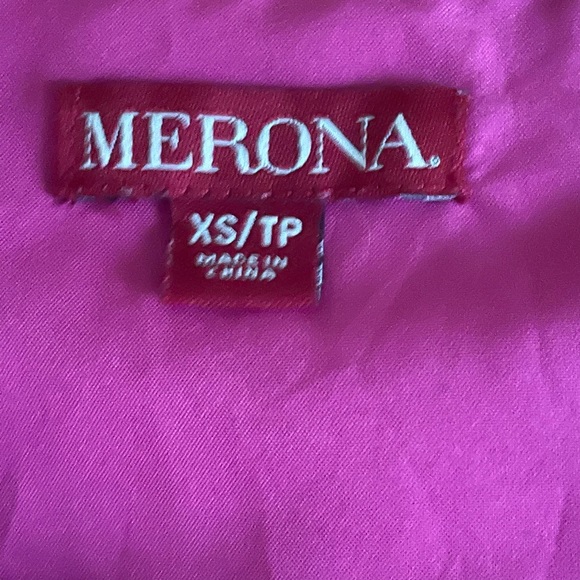 MERONA.
XS/TP
MADE IN
CHINA